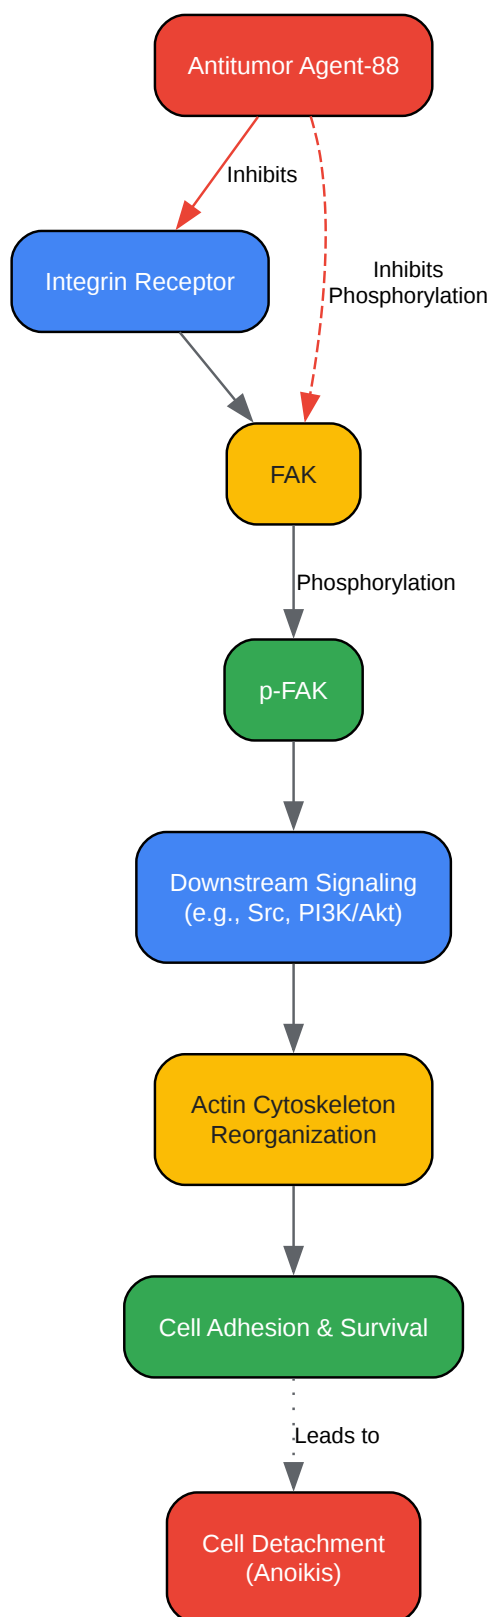 Antitumor Agent-88
Inhibits
Integrin Receptor
Inhibits
Phosphorylation
FAK
Phosphorylation
p-FAK
Downstream Signaling
(e.g., Src, PI3K/Akt)
Actin Cytoskeleton
Reorganization
Cell Adhesion & Survival
Leads to
Cell Detachment
(Anoikis)